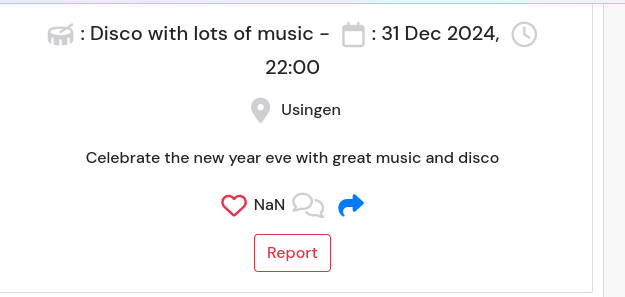 : Disco with lots of music - : 31 Dec 2024,
22:00
Usingen
Celebrate the new year eve with great music and disco
NaN
Report